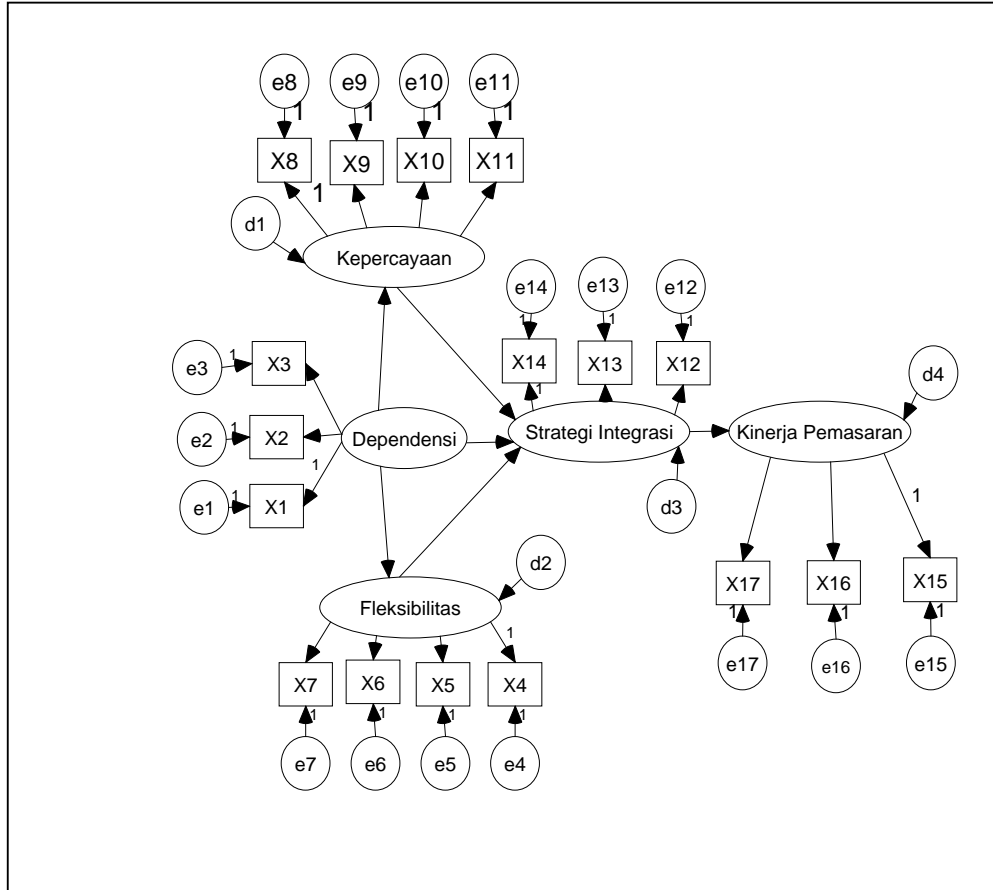 e8 e9 e10 e11
1 1 1 1
X8 X9 X10 X11
1
d1
Kepercayaan
e14 e13 e12
1 1 1
X14 X13 X12
1
e3 1 X3
d4
e2 1 X2
Dependensi
Strategi Integrasi
Kinerja Pemasaran
1
e1 1 X1
d3
1
d2
X17 X16 X15
1 1 1
Fleksibilitas
1
e17 e16 e15
X7 X6 X5 X4
1 1 1 1
e7 e6 e5 e4